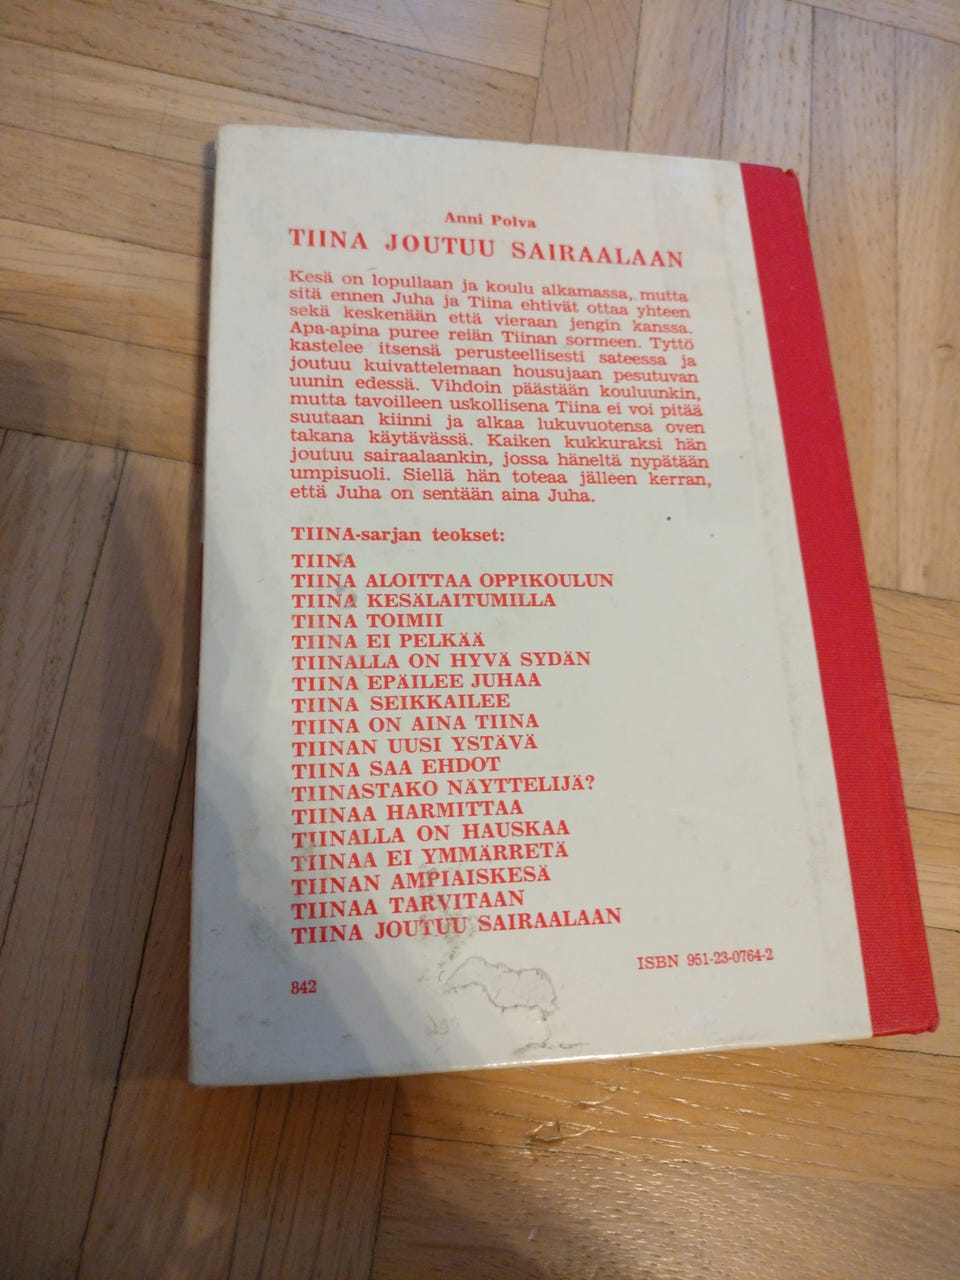 Anni Polva
TIINA JOUTUU SAIRAALAAN
Kesä on lopullaan ja koulu alkamassa, mutta
sitä ennen Juha ja Tiina ehtivät ottaa yhteen
sekä keskenään että vieraan jengin kanssa.
Apa-apina puree reiän Tiinan sormeen. Tyttö
kastelee itsensä perusteellisesti sateessa ja
joutuu kuivattelemaan housujaan pesutuvan
uunin edessä. Vihdoin päästään kouluunkin,
mutta tavoilleen uskollisena Tiina ei voi pitää
suutaan kiinni ja alkaa lukuvuotensa oven
takana käytävässä. Kaiken kukkuraksi hän
joutuu sairaalaankin, jossa häneltä nypätään
umpisuoli. Siellä hän toteaa jälleen kerran,
että Juha on sentään aina Juha.
TIINA-sarjan teokset:
TIINA
TIINA ALOITTAA OPPIKOULUN
TIINA KESÄLAITUMILLA
TIINA TOIMII
TIINA EI PELKÄÄ
TIINALLA ON HYVÄ SYDÄN
TIINA EPÄILEE JUHAA
TIINA SEIKKAILEE
TIINA ON AINA TIINA
TIINAN UUSI YSTÄVÄ
TIINA SAA EHDOT
TIINASTAKO NÄYTTELIJÄ?
TIINAA HARMITTAA
TIINALLA ON HAUSKAA
TIINAA EI YMMÄRRETÄ
TIINAN AMPIAISKESÄ
TIINAA TARVITAAN
TIINA JOUTUU SAIRAALAAN
ISBN 951-23-0764-2
842